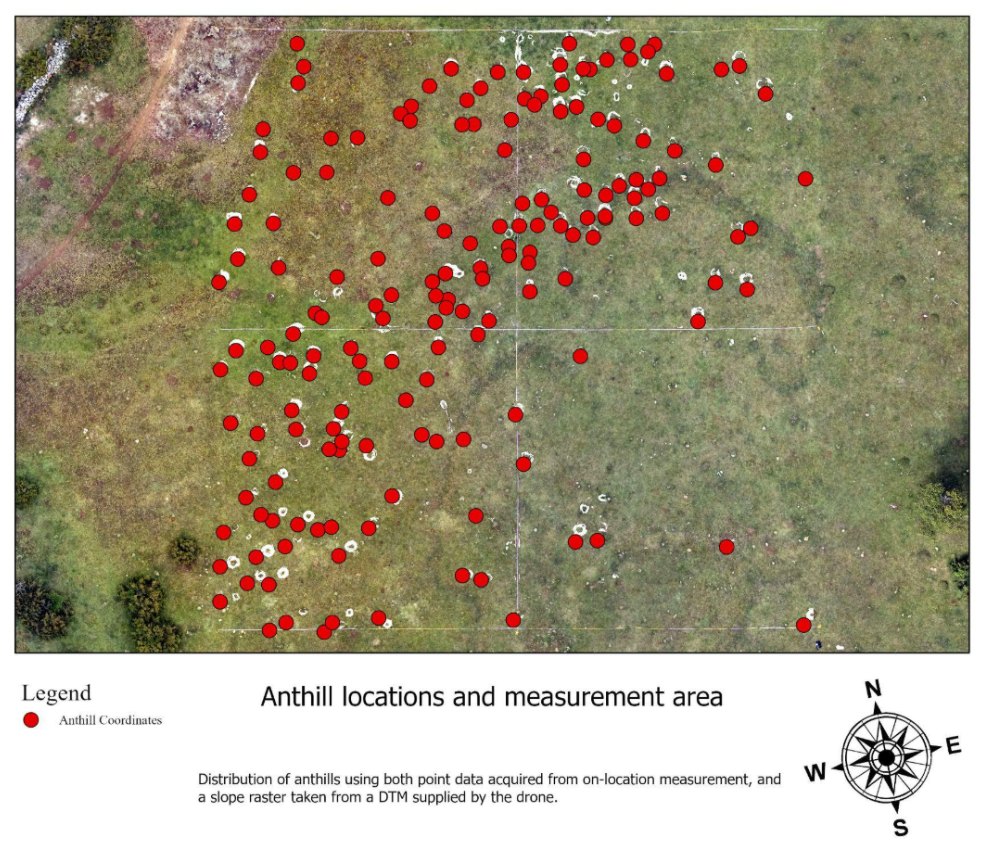 Legend
Anthill Coordinates
Anthill locations and measurement area
Distribution of anthills using both point data acquired from on-location measurement, and
a slope raster taken from a DTM supplied by the drone.
N
W
E
S